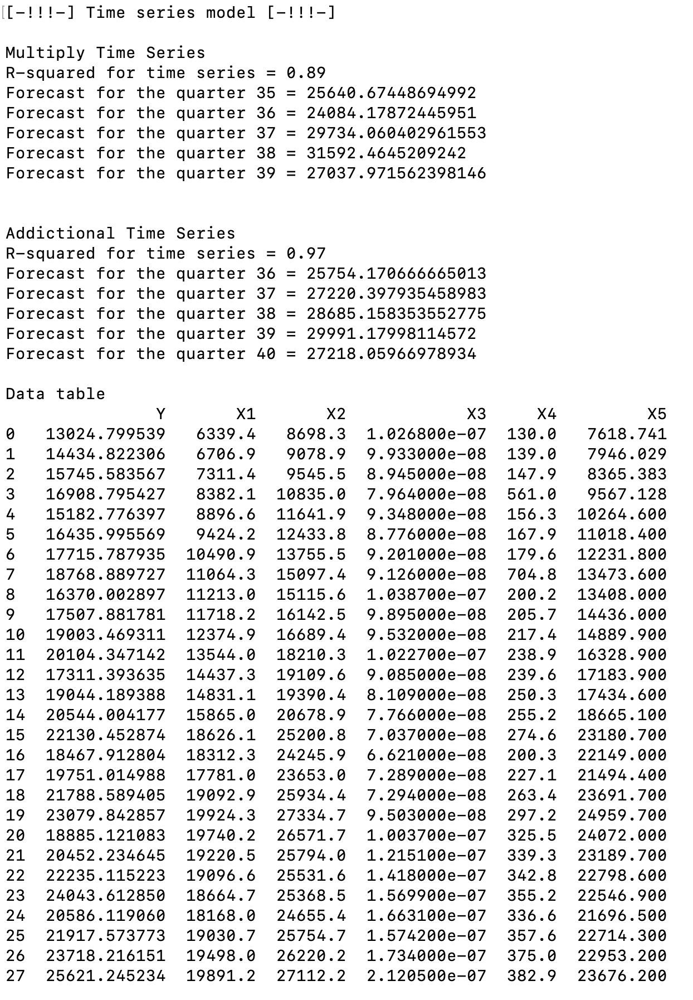 [[-!!!-] Time series model [-!!!-]
Multiply Time Series
R-squared for time series = 0.89
Forecast for the quarter 35 = 25640.67448694992
Forecast for the quarter 36 = 24084.17872445951
Forecast for the quarter 37 = 29734.060402961553
Forecast for the quarter 38 = 31592.4645209242
Forecast for the quarter 39 = 27037.971562398146
Addictional Time Series
R-squared for time series = 0.97
Forecast for the quarter 36 = 25754.170666665013
Forecast for the quarter 37 = 27220.397935458983
Forecast for the quarter 38 = 28685.158353552775
Forecast for the quarter 39 = 29991.17998114572
Forecast for the quarter 40 = 27218.05966978934
Data table
Y X1 X2 X3 X4 X5
0 13024.799539 6339.4 8698.3 1.026800e-07 130.0 7618.741
1 14434.822306 6706.9 9078.9 9.933000e-08 139.0 7946.029
2 15745.583567 7311.4 9545.5 8.945000e-08 147.9 8365.383
3 16908.795427 8382.1 10835.0 7.964000e-08 561.0 9567.128
4 15182.776397 8896.6 11641.9 9.348000e-08 156.3 10264.600
5 16435.995569 9424.2 12433.8 8.776000e-08 167.9 11018.400
6 17715.787935 10490.9 13755.5 9.201000e-08 179.6 12231.800
7 18768.889727 11064.3 15097.4 9.126000e-08 704.8 13473.600
8 16370.002897 11213.0 15115.6 1.038700e-07 200.2 13408.000
9 17507.881781 11718.2 16142.5 9.895000e-08 205.7 14436.000
10 19003.469311 12374.9 16689.4 9.532000e-08 217.4 14889.900
11 20104.347142 13544.0 18210.3 1.022700e-07 238.9 16328.900
12 17311.393635 14437.3 19109.6 9.085000e-08 239.6 17183.900
13 19044.189388 14831.1 19390.4 8.109000e-08 250.3 17434.600
14 20544.004177 15865.0 20678.9 7.766000e-08 255.2 18665.100
15 22130.452874 18626.1 25200.8 7.037000e-08 274.6 23180.700
16 18467.912804 18312.3 24245.9 6.621000e-08 200.3 22149.000
17 19751.014988 17781.0 23653.0 7.289000e-08 227.1 21494.400
18 21788.589405 19092.9 25934.4 7.294000e-08 263.4 23691.700
19 23079.842857 19924.3 27334.7 9.503000e-08 297.2 24959.700
20 18885.121083 19740.2 26571.7 1.003700e-07 325.5 24072.000
21 20452.234645 19220.5 25794.0 1.215100e-07 339.3 23189.700
22 22235.115223 19096.6 25531.6 1.418000e-07 342.8 22798.600
23 24043.612850 18664.7 25368.5 1.569900e-07 355.2 22546.900
24 20586.119060 18168.0 24655.4 1.663100e-07 336.6 21696.500
25 21917.573773 19030.7 25754.7 1.574200e-07 357.6 22714.300
26 23718.216151 19498.0 26220.2 1.734000e-07 375.0 22953.200
27 25621.245234 19891.2 27112.2 2.120500e-07 382.9 23676.200